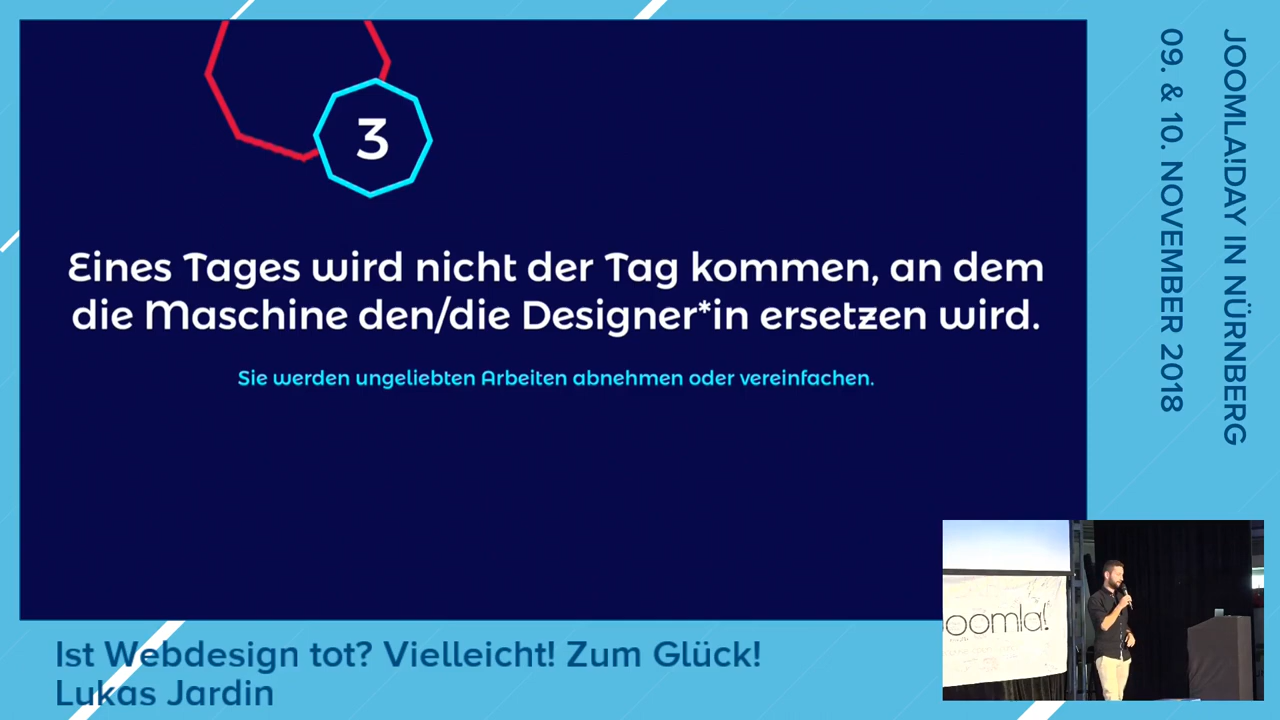 3
Eines Tages wird nicht der Tag kommen, an dem
die Maschine den/die Designer*in ersetzen wird.
Sie werden ungeliebten Arbeiten abnehmen oder vereinfachen.
JOOMLA!DAY IN NÜRNBERG
09. & 10. NOVEMBER 2018
Joomla!
Ist Webdesign tot? Vielleicht! Zum Glück!
Lukas Jardin